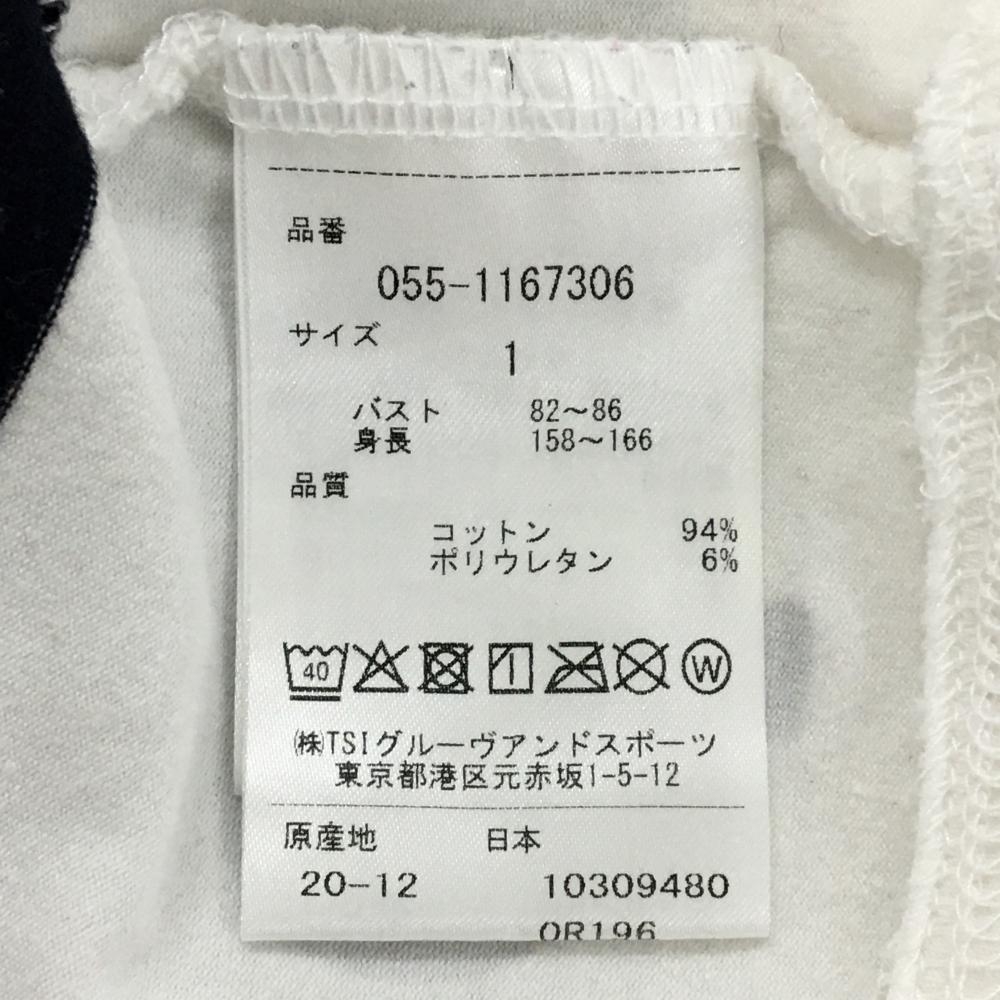 品番
055-1167306
サイズ
1
バスト 82～86
身長 158～166
品質
コットン 94%
ポリウレタン 6%
40 W
㈱TSIグルーヴアンドスポーツ
東京都港区元赤坂1-5-12
原産地 日本
20-12 10309480
0R196